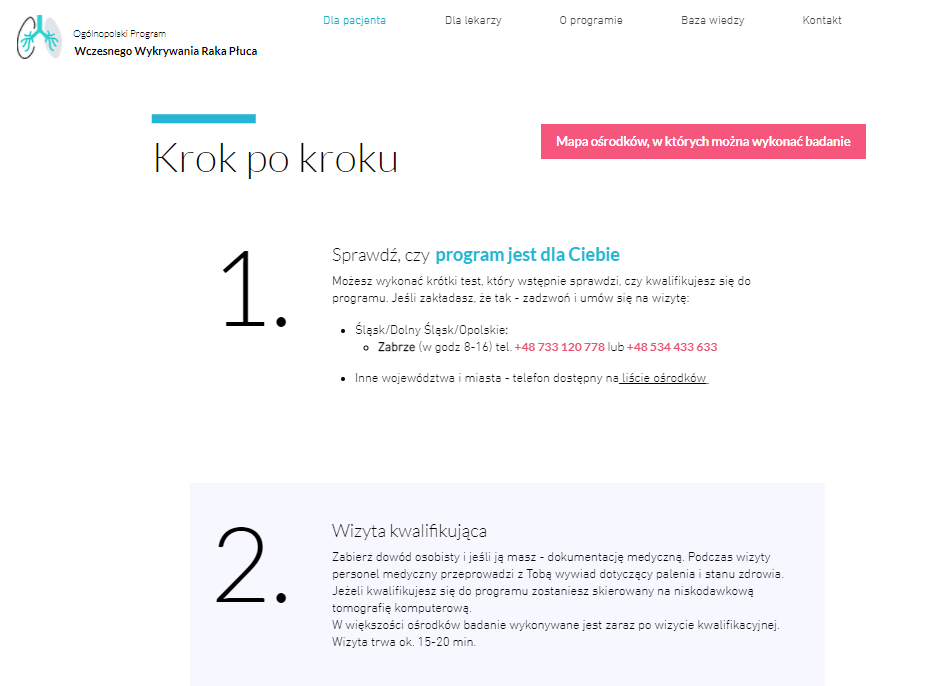 Ogólnopolski Program
Wczesnego Wykrywania Raka Płuca
Dla pacjenta
Dla lekarzy
O programie
Baza wiedzy
Kontakt
Krok po kroku
Mapa ośrodków, w których można wykonać badanie
1.
Sprawdź, czy program jest dla Ciebie
Możesz wykonać krótki test, który wstępnie sprawdzi, czy kwalifikujesz się do
programu. Jeśli zakładasz, że tak - zadzwoń i umów się na wizytę:
Śląsk/Dolny Śląsk/Opolskie:
Zabrze (w godz 8-16) tel. +48 733 120 778 lub +48 534 433 633
Inne województwa i miasta - telefon dostępny na liście ośrodków
2.
Wizyta kwalifikująca
Zabierz dowód osobisty i jeśli ją masz - dokumentację medyczną. Podczas wizyty
personel medyczny przeprowadzi z Tobą wywiad dotyczący palenia i stanu zdrowia.
Jeżeli kwalifikujesz się do programu zostaniesz skierowany na niskodawkową
tomografię komputerową.
W większości ośrodków badanie wykonywane jest zaraz po wizycie kwalifikacyjnej.
Wizyta trwa ok. 15-20 min.